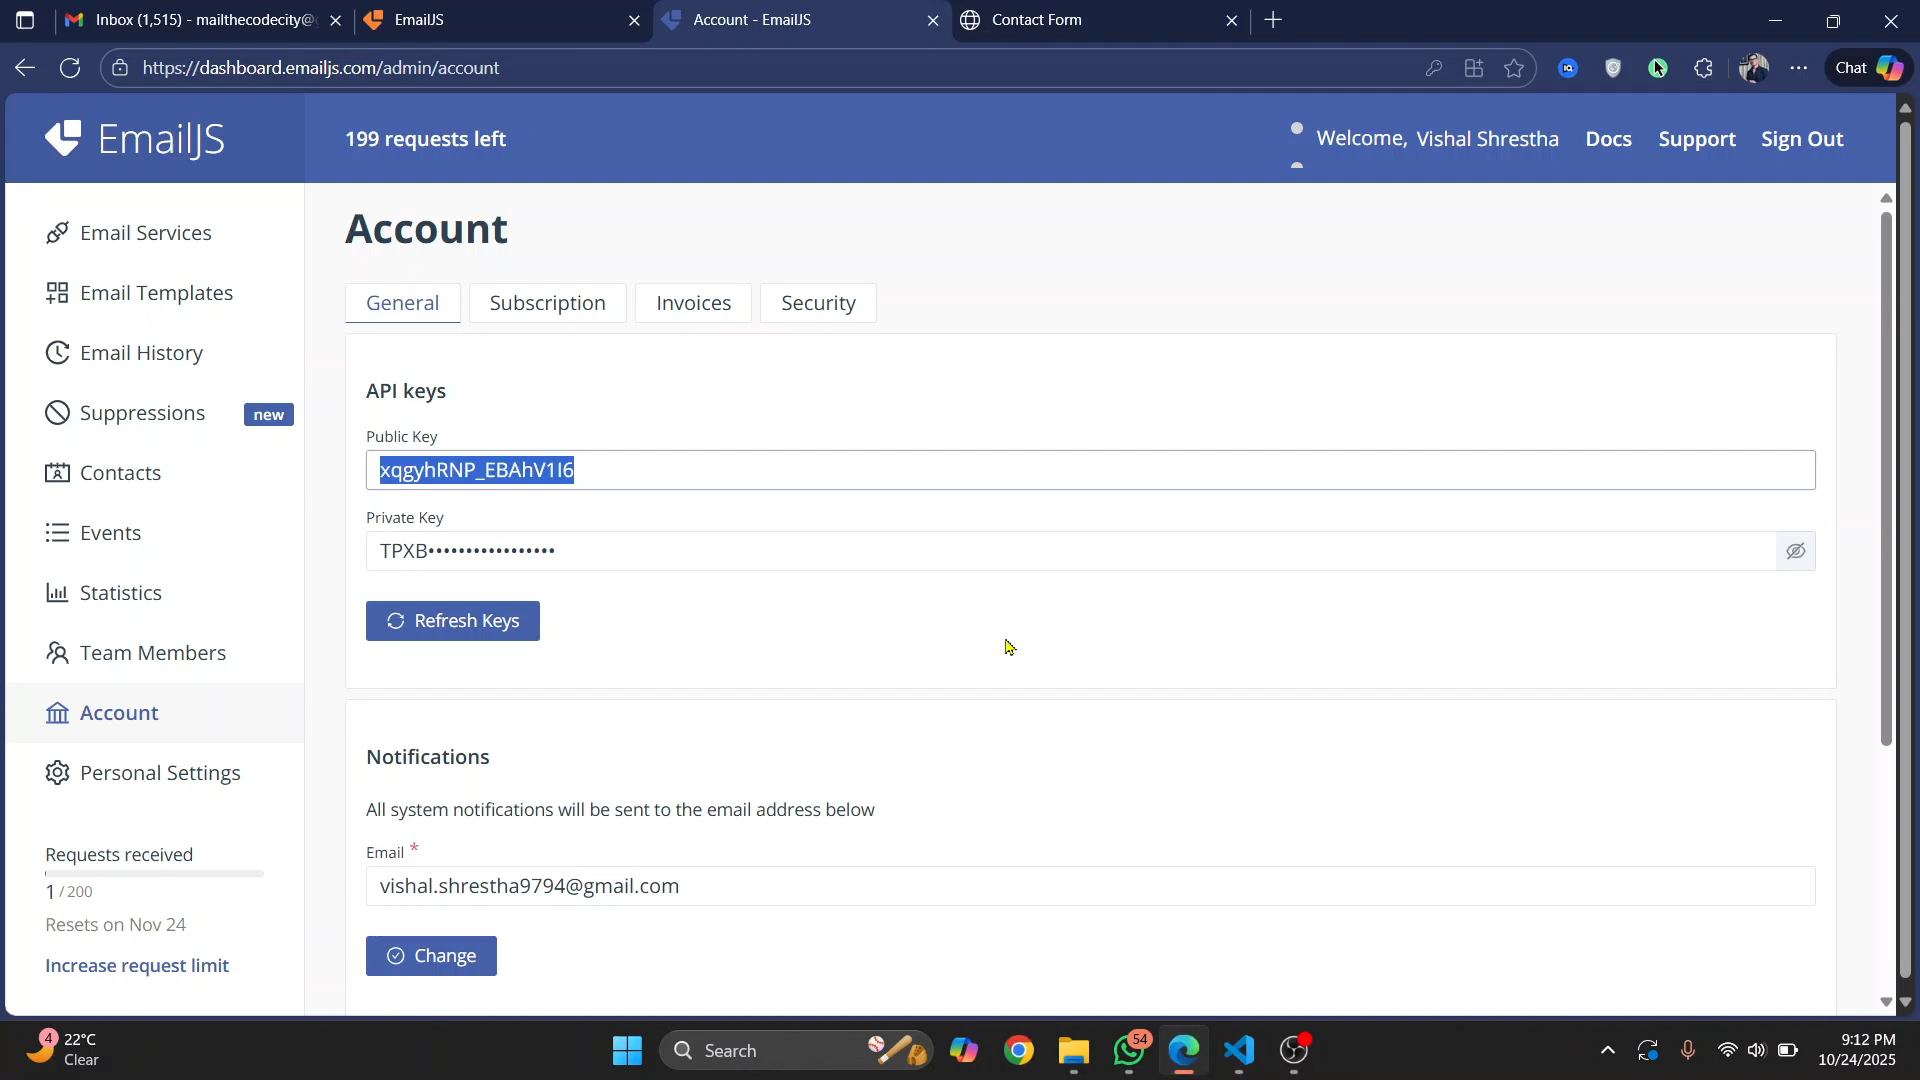 Inbox (1,515) - mailthecodecity@
EmailJS
Account - EmailJS
Contact Form
https://dashboard.emailjs.com/admin/account
Chat
EmailJS
199 requests left
Welcome, Vishal Shrestha
Docs
Support
Sign Out
Email Services
Email Templates
Email History
Suppressions
new
Contacts
Events
Statistics
Team Members
Account
Personal Settings
Requests received
1 / 200
Resets on Nov 24
Increase request limit
Account
General
Subscription
Invoices
Security
API keys
Public Key
xqgyhRNP_EBAhV1I6
Private Key
TPXB•••••••••••••••••
Refresh Keys
Notifications
All system notifications will be sent to the email address below
Email *
vishal.shrestha9794@gmail.com
Change
4
22°C
Clear
Search
54
9:12 PM
10/24/2025